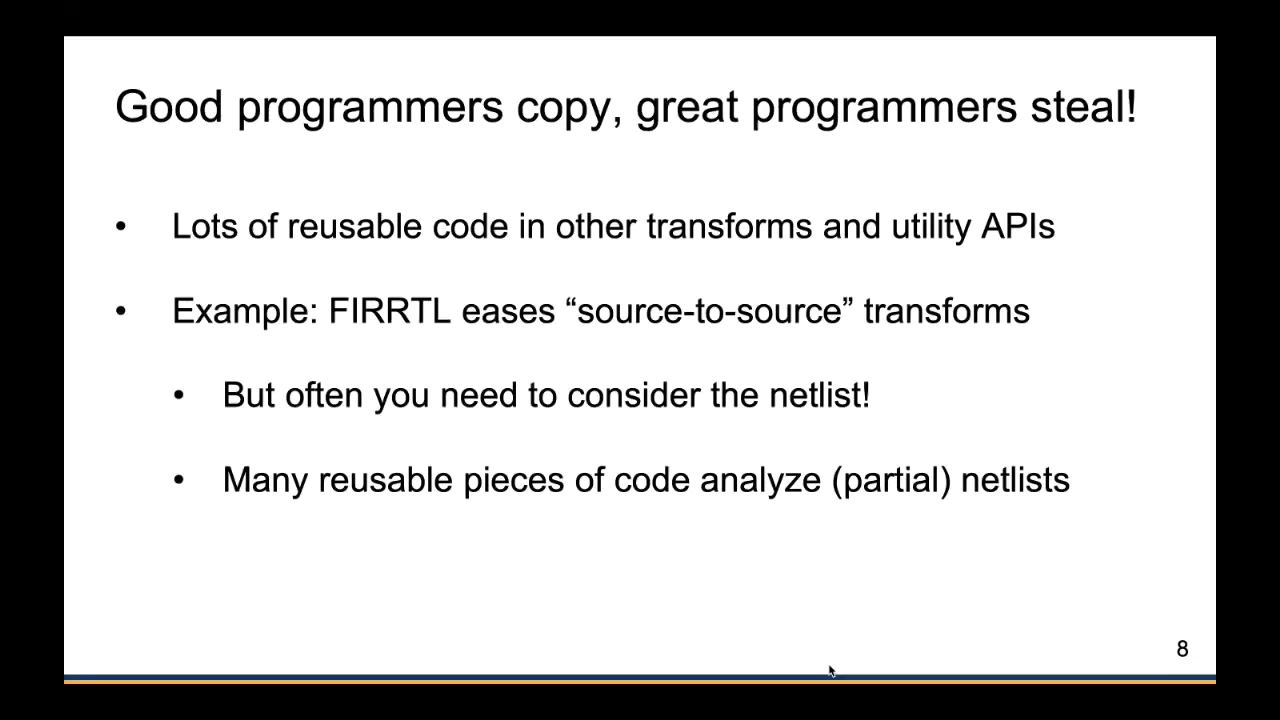 Good programmers copy, great programmers steal!
• Lots of reusable code in other transforms and utility APIs
• Example: FIRRTL eases “source-to-source” transforms
• But often you need to consider the netlist!
• Many reusable pieces of code analyze (partial) netlists
8